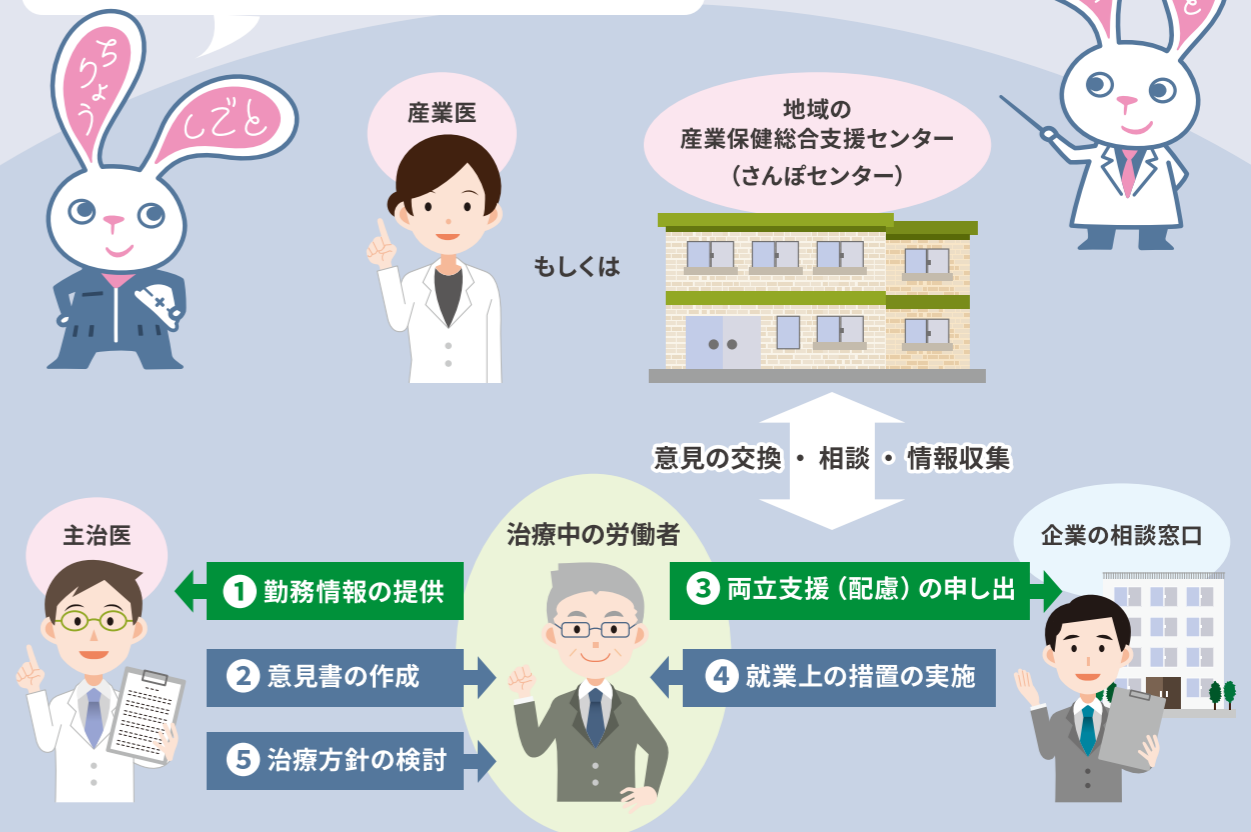 ちりょう
しごと
と
産業医
もしくは
地域の
産業保健総合支援センター
（さんぽセンター）
意見の交換 ・ 相談 ・ 情報収集
主治医
治療中の労働者
企業の相談窓口
1 勤務情報の提供
2 意見書の作成
5 治療方針の検討
3 両立支援（配慮）の申し出
4 就業上の措置の実施